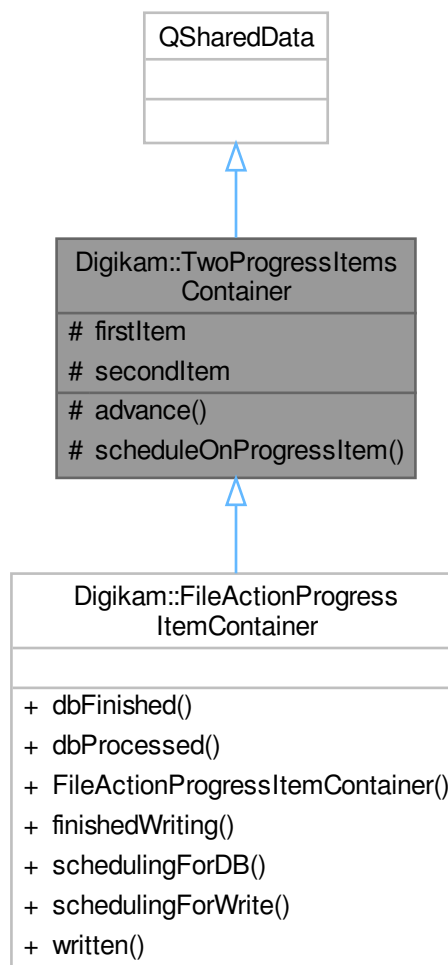 QSharedData
Digikam::TwoProgressItems
Container
# firstItem
# secondItem
# advance()
# scheduleOnProgressItem()
Digikam::FileActionProgress
ItemContainer
+ dbFinished()
+ dbProcessed()
+ FileActionProgressItemContainer()
+ finishedWriting()
+ schedulingForDB()
+ schedulingForWrite()
+ written()